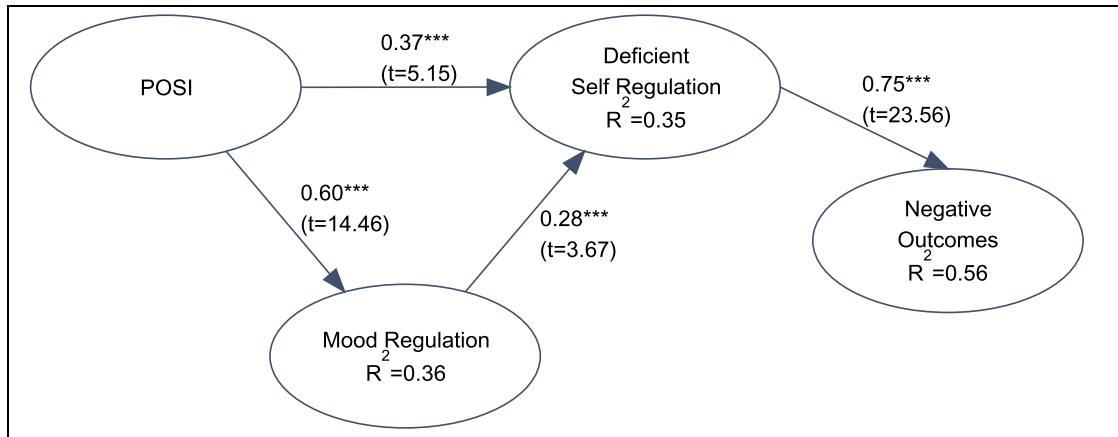 POSI
0.37***
(t=5.15)
Deficient
Self Regulation
R²=0.35
0.75***
(t=23.56)
0.60***
(t=14.46)
0.28***
(t=3.67)
Negative
Outcomes
R²=0.56
Mood Regulation
R²=0.36